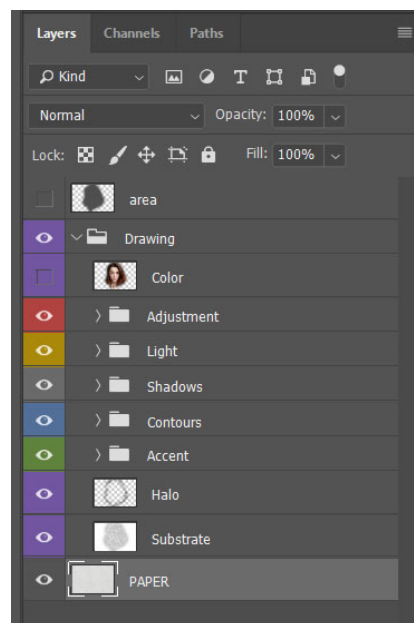 Layers Channels Paths
Kind T
Normal Opacity: 100%
Lock: Fill: 100%
area
Drawing
Color
Adjustment
Light
Shadows
Contours
Accent
Halo
Substrate
PAPER